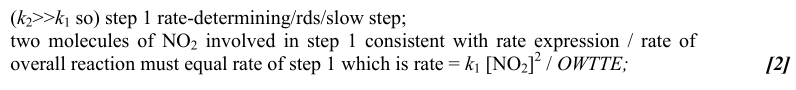 (k₂>>k₁ so) step 1 rate-determining/rds/slow step;
two molecules of NO₂ involved in step 1 consistent with rate expression / rate of
overall reaction must equal rate of step 1 which is rate = k₁ [NO₂]² / OWTTE; [2]